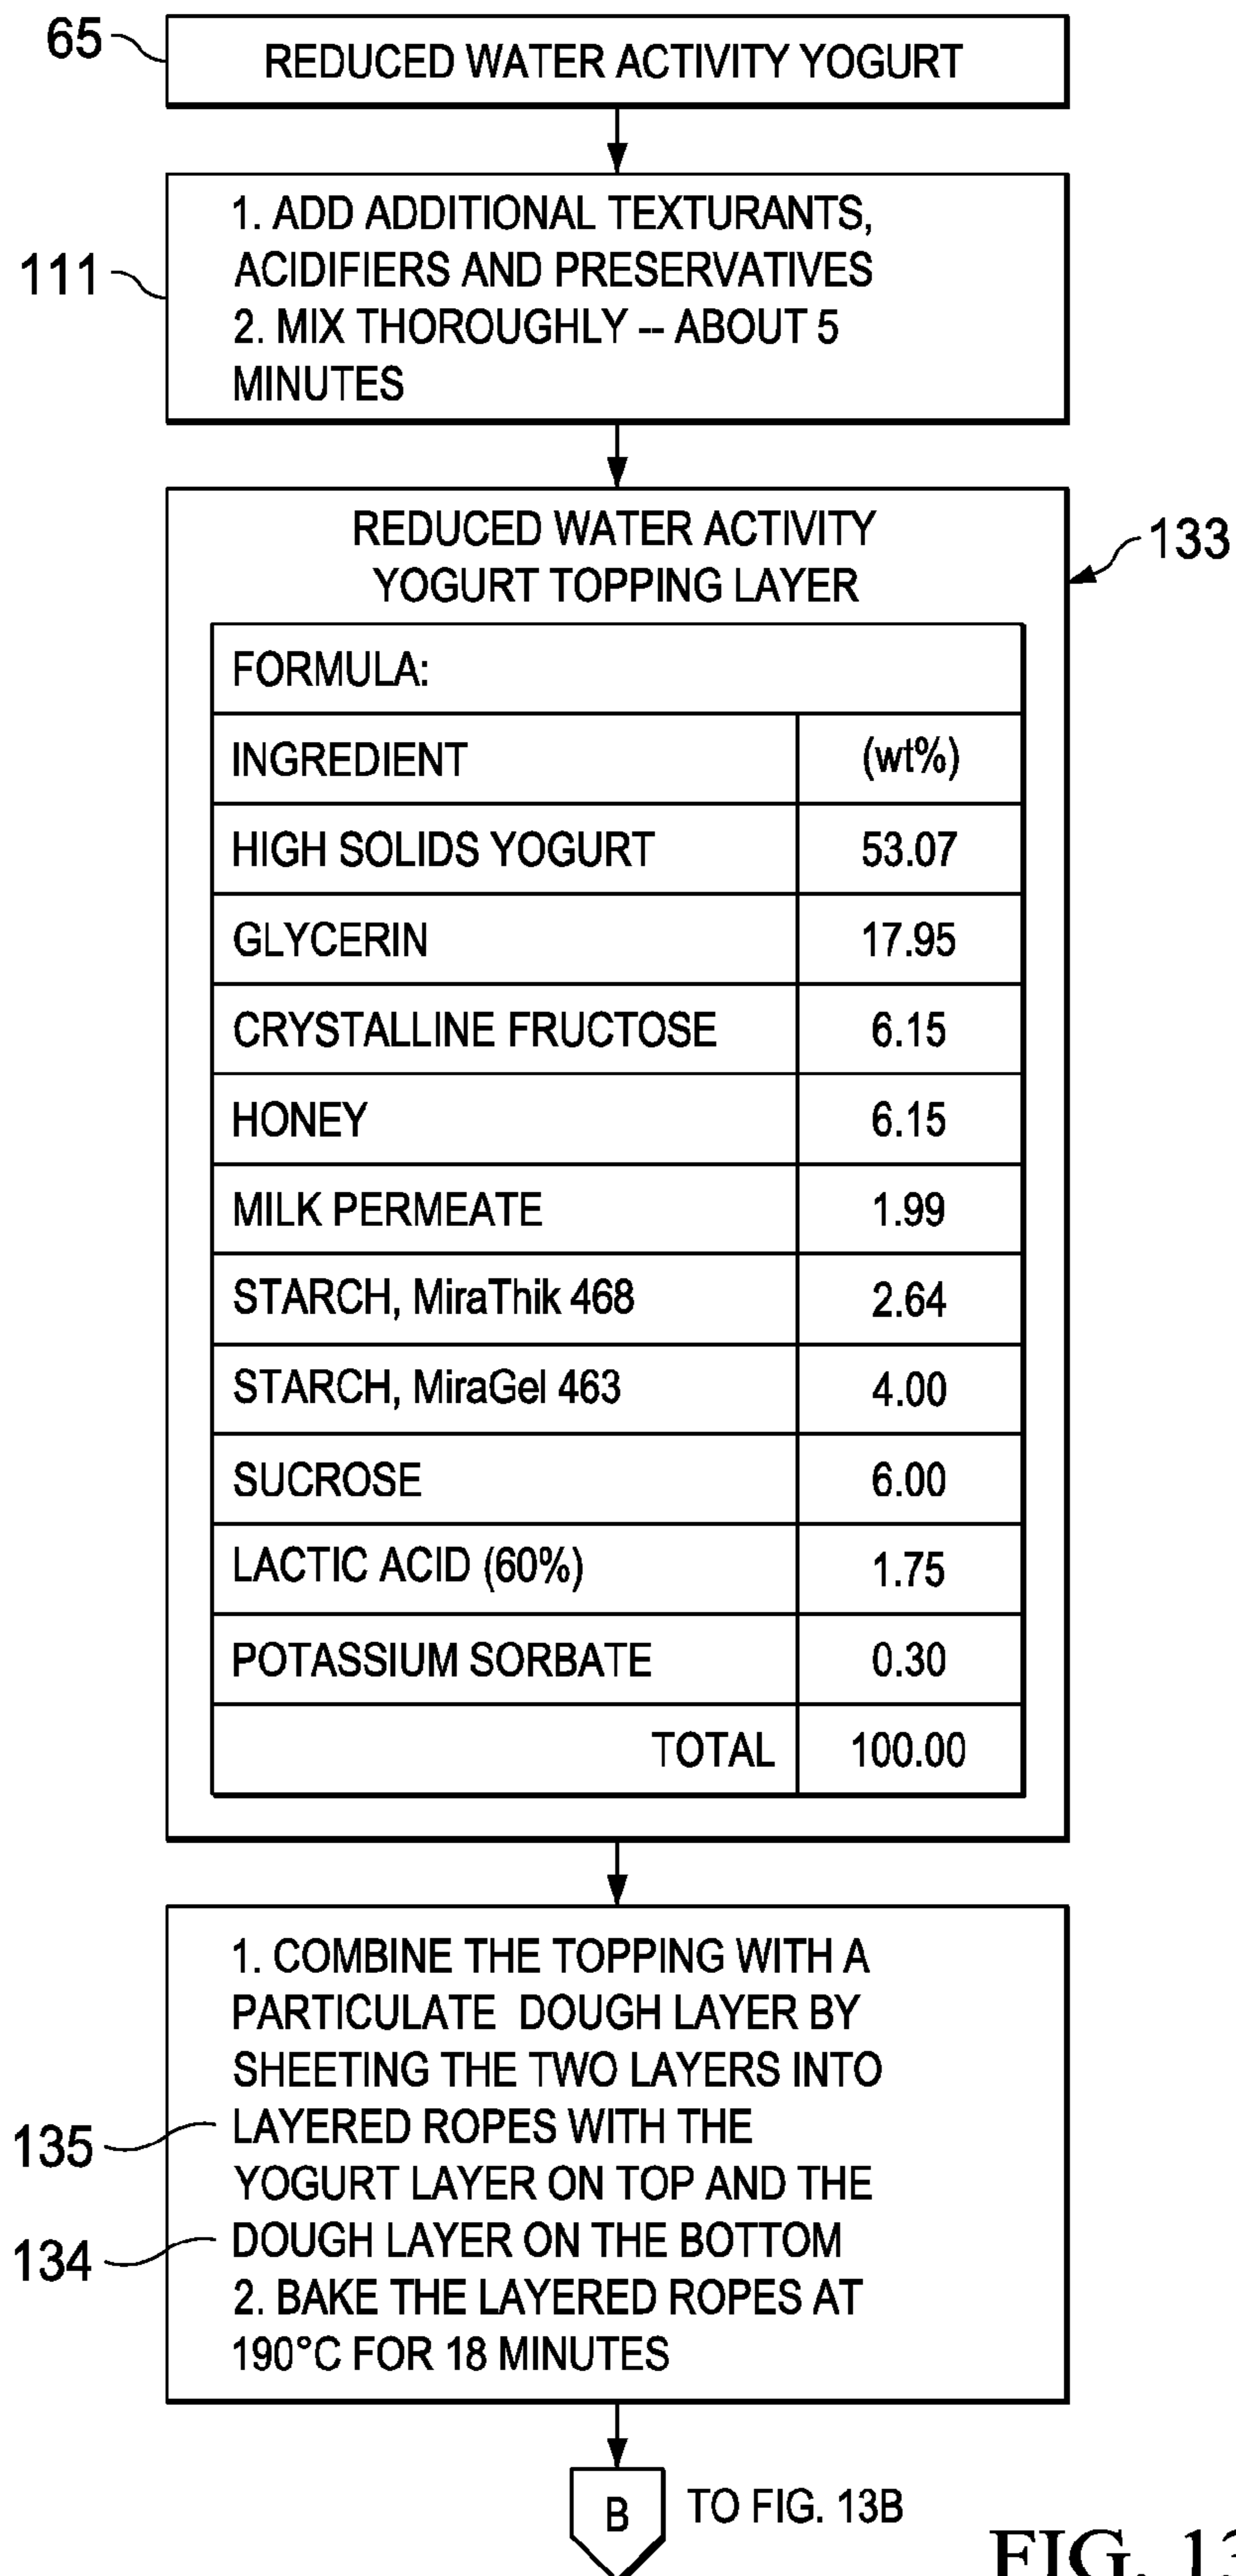 65
REDUCED WATER ACTIVITY YOGURT
1. ADD ADDITIONAL TEXTURANTS,
ACIDIFIERS AND PRESERVATIVES
111
2. MIX THOROUGHLY -- ABOUT 5
MINUTES
REDUCED WATER ACTIVITY
133
YOGURT TOPPING LAYER
FORMULA:
INGREDIENT (wt%)
HIGH SOLIDS YOGURT 53.07
GLYCERIN 17.95
CRYSTALLINE FRUCTOSE 6.15
HONEY 6.15
MILK PERMEATE 1.99
STARCH, MiraThik 468 2.64
STARCH, MiraGel 463 4.00
SUCROSE 6.00
LACTIC ACID (60%) 1.75
POTASSIUM SORBATE 0.30
TOTAL 100.00
1. COMBINE THE TOPPING WITH A
PARTICULATE DOUGH LAYER BY
SHEETING THE TWO LAYERS INTO
135 LAYERED ROPES WITH THE
YOGURT LAYER ON TOP AND THE
134 DOUGH LAYER ON THE BOTTOM
2. BAKE THE LAYERED ROPES AT
190°C FOR 18 MINUTES
B TO FIG. 13B
FIG. 13